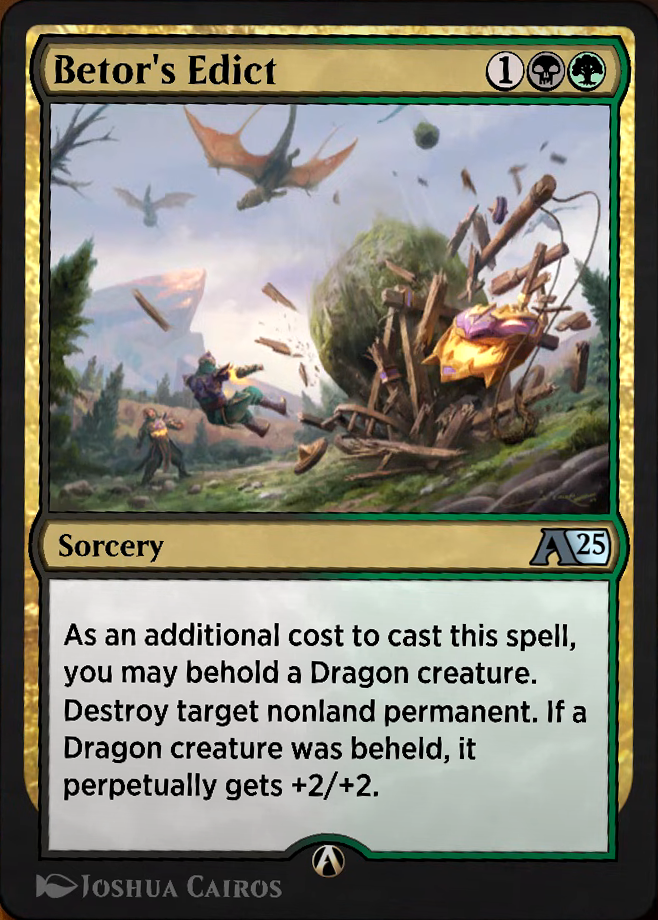 Betor's Edict 1
Sorcery A25
As an additional cost to cast this spell,
you may behold a Dragon creature.
Destroy target nonland permanent. If a
Dragon creature was beheld, it
perpetually gets +2/+2.
Joshua Cairos